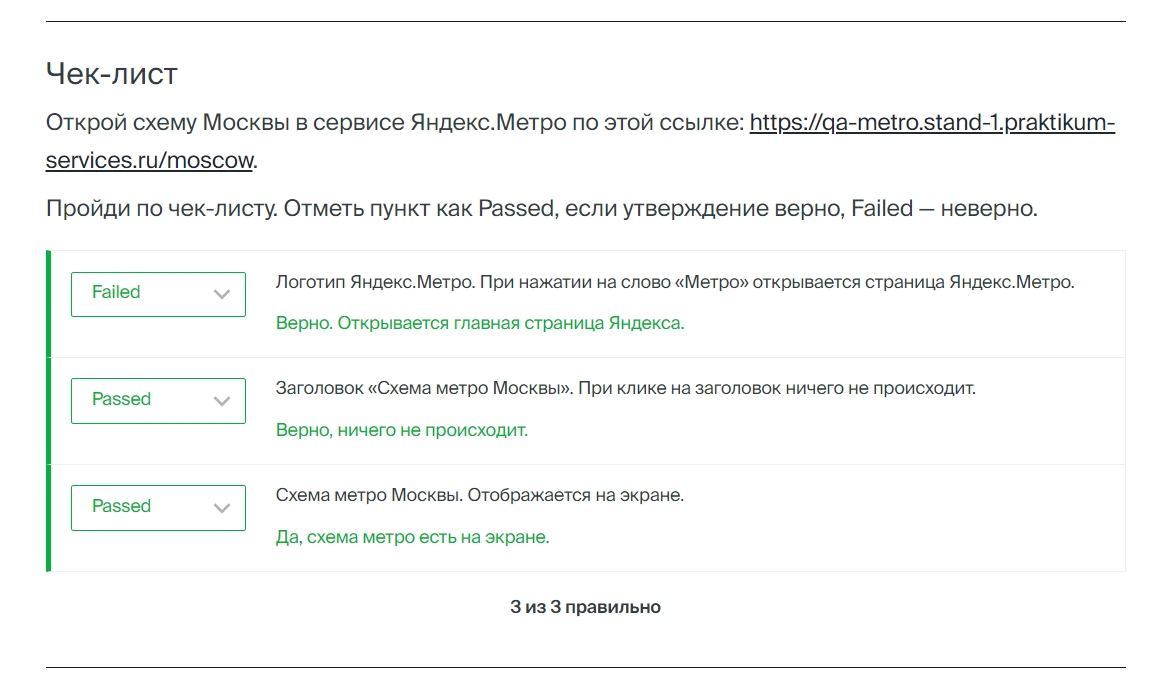 Чек-лист
Открой схему Москвы в сервисе Яндекс.Метро по этой ссылке: https://qa-metro.stand-1.praktikum-
services.ru/moscow.
Пройди по чек-листу. Отметь пункт как Passed, если утверждение верно, Failed — неверно.
Failed
Логотип Яндекс.Метро. При нажатии на слово «Метро» открывается страница Яндекс.Метро.
Верно. Открывается главная страница Яндекса.
Passed
Заголовок «Схема метро Москвы». При клике на заголовок ничего не происходит.
Верно, ничего не происходит.
Passed
Схема метро Москвы. Отображается на экране.
Да, схема метро есть на экране.
3 из 3 правильно